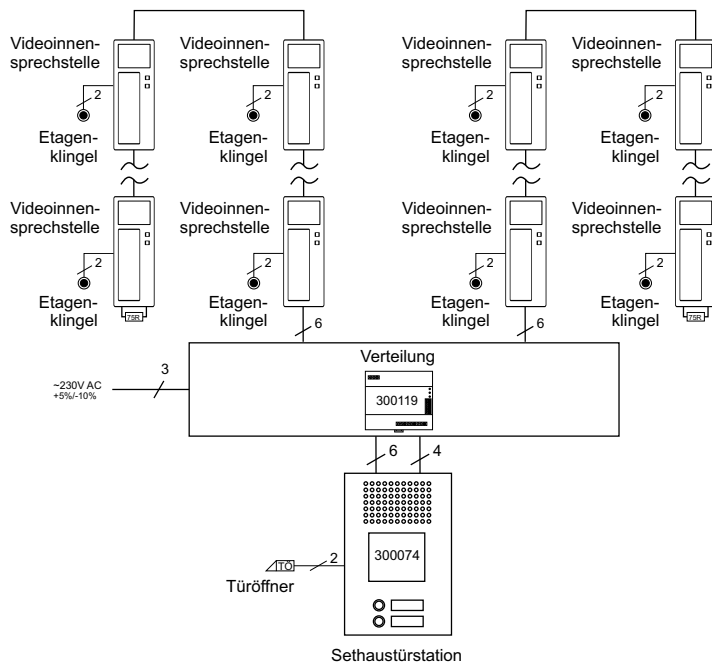 Videoinnen-
sprechstelle
2
Etagen-
klingel
Videoinnen-
sprechstelle
2
Etagen-
klingel
Videoinnen-
sprechstelle
2
Etagen-
klingel
Videoinnen-
sprechstelle
2
Etagen-
klingel
Videoinnen-
sprechstelle
2
Etagen-
klingel
75R
Videoinnen-
sprechstelle
2
Etagen-
klingel
Videoinnen-
sprechstelle
2
Etagen-
klingel
Videoinnen-
sprechstelle
2
Etagen-
klingel
75R
6
6
Verteilung
3
~230V AC
+5%/-10%
300119
6
4
300074
TÖ
2
Türöffner
Sethaustürstation